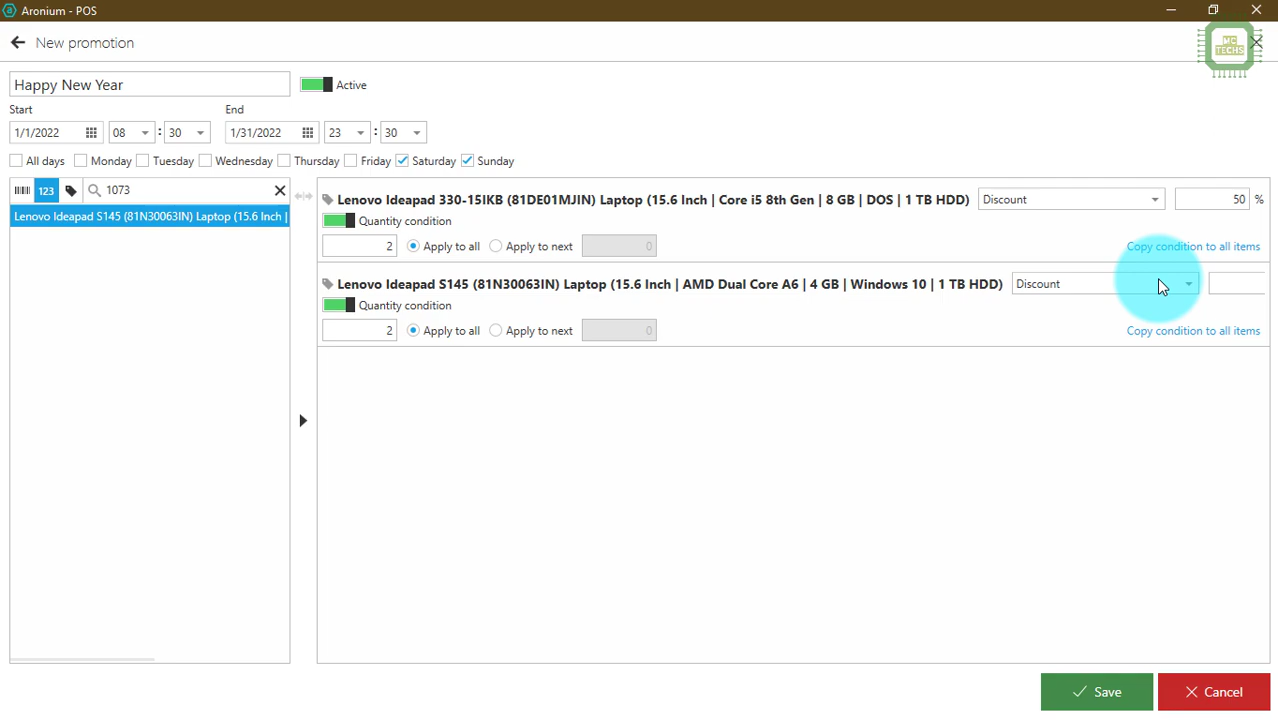 Aronium - POS
New promotion
MC TECHS
Happy New Year
Active
Start
End
1/1/2022 08 : 30 1/31/2022 23 : 30
All days Monday Tuesday Wednesday Thursday Friday Saturday Sunday
123 1073
Lenovo Ideapad S145 (81N30063IN) Laptop (15.6 Inch |
Lenovo Ideapad 330-15IKB (81DE01MJIN) Laptop (15.6 Inch | Core i5 8th Gen | 8 GB | DOS | 1 TB HDD) Discount 50 %
Quantity condition
2 Apply to all Apply to next 0 Copy condition to all items
Lenovo Ideapad S145 (81N30063IN) Laptop (15.6 Inch | AMD Dual Core A6 | 4 GB | Windows 10 | 1 TB HDD) Discount
Quantity condition
2 Apply to all Apply to next 0 Copy condition to all items
Save Cancel